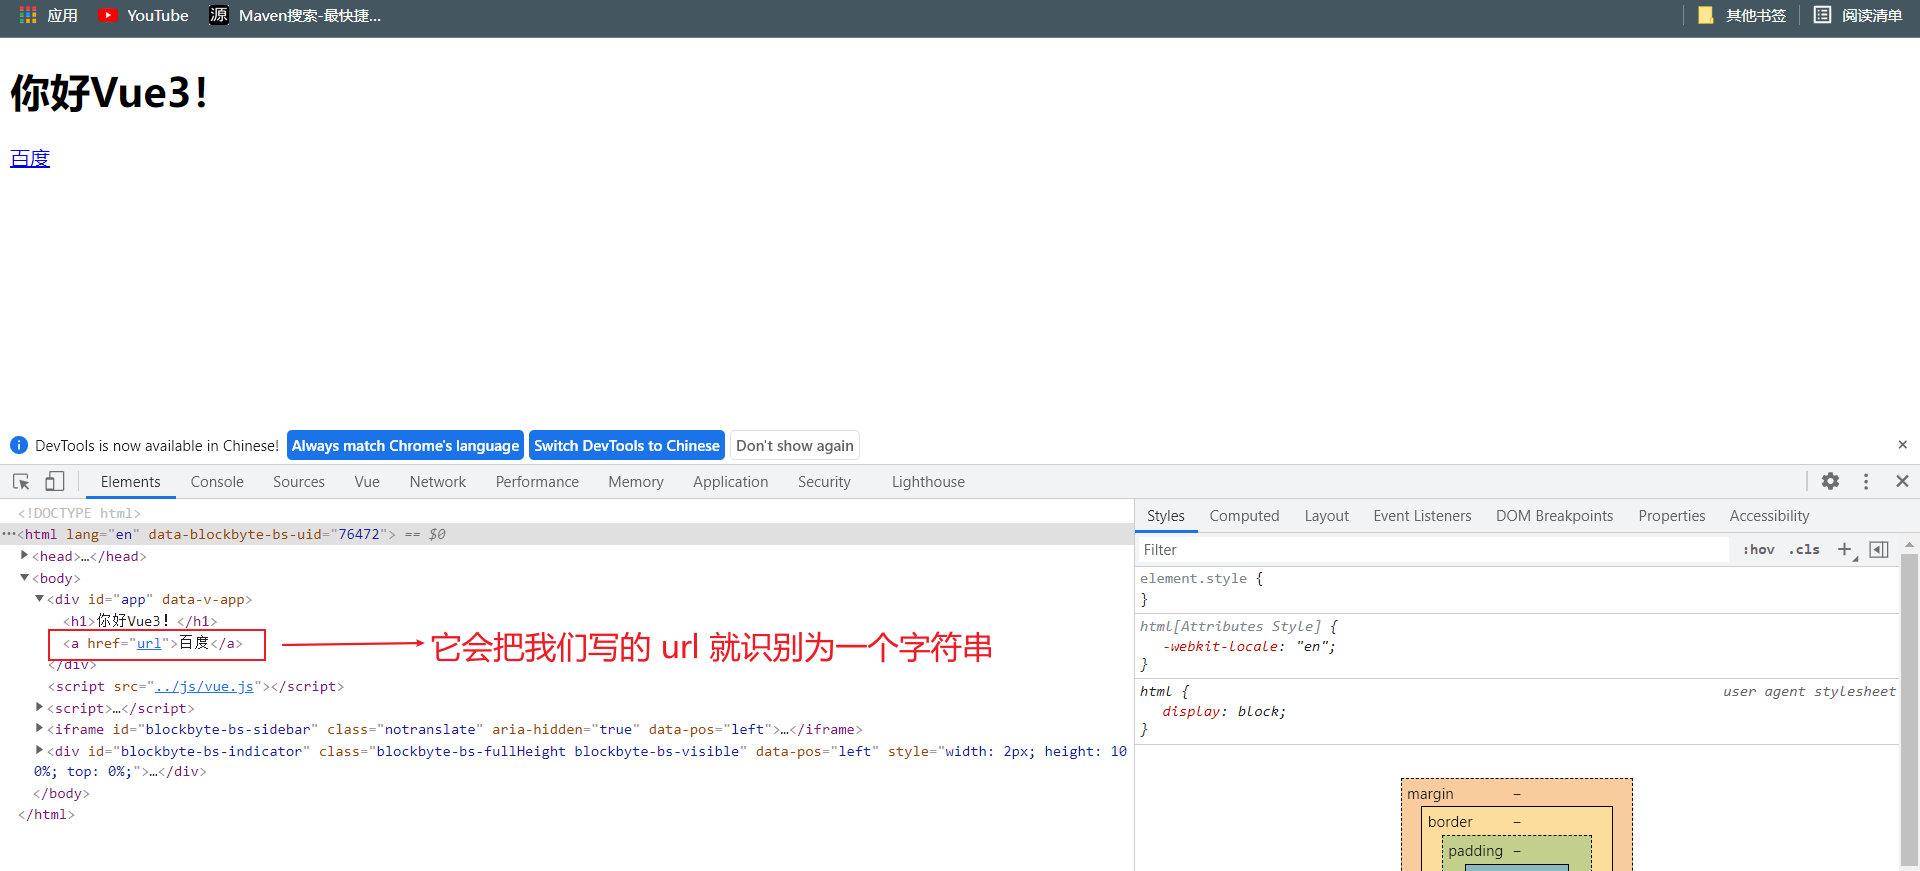 应用 YouTube 源 Maven搜索-最快捷... 其他书签 阅读清单
你好Vue3！
百度
DevTools is now available in Chinese! Always match Chrome's language Switch DevTools to Chinese Don't show again ×
Elements Console Sources Vue Network Performance Memory Application Security Lighthouse
<!DOCTYPE html>
···<html lang="en" data-blockbyte-bs-uid="76472"> == $0
<head>…</head>
<body>
<div id="app" data-v-app>
<h1>你好Vue3！</h1>
<a href="url">百度</a>
它会把我们写的 url 就识别为一个字符串
</div>
<script src="../js/vue.js"></script>
<script>…</script>
<iframe id="blockbyte-bs-sidebar" class="notranslate" aria-hidden="true" data-pos="left">…</iframe>
<div id="blockbyte-bs-indicator" class="blockbyte-bs-fullHeight blockbyte-bs-visible" data-pos="left" style="width: 2px; height: 10
0%; top: 0%;">…</div>
</body>
</html>
Styles Computed Layout Event Listeners DOM Breakpoints Properties Accessibility
Filter :hov .cls +
element.style {
}
html[Attributes Style] {
-webkit-locale: "en";
}
html { user agent stylesheet
display: block;
}
margin –
border –
padding –